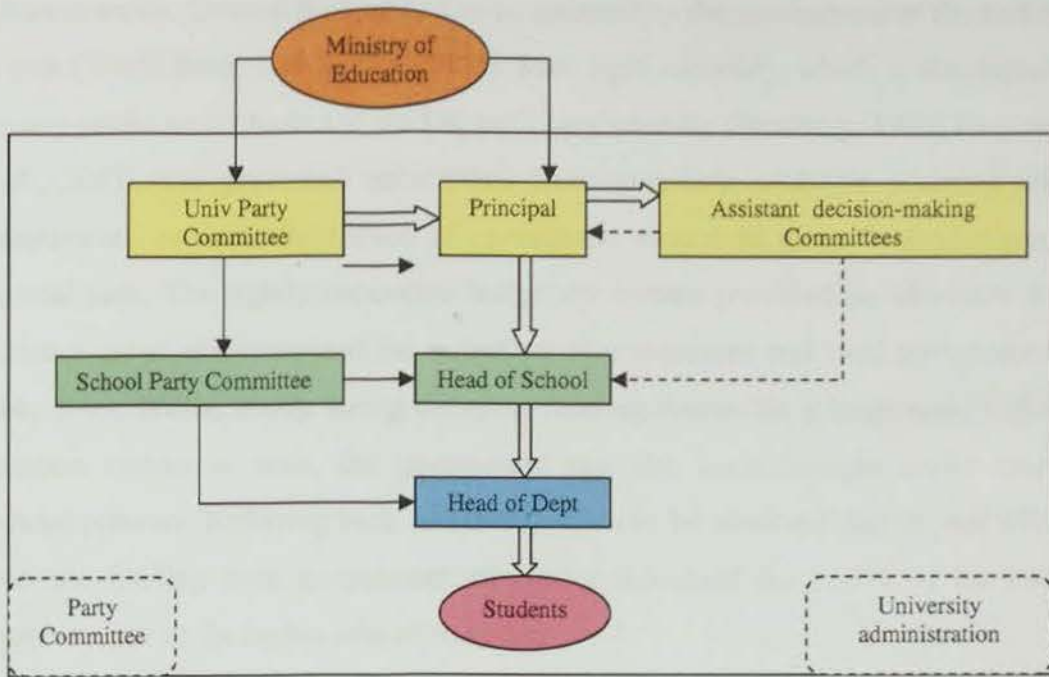 Ministry of
Education
Univ Party
Committee
Principal
Assistant decision-making
Committees
School Party Committee
Head of School
Head of Dept
Students
Party
Committee
University
administration